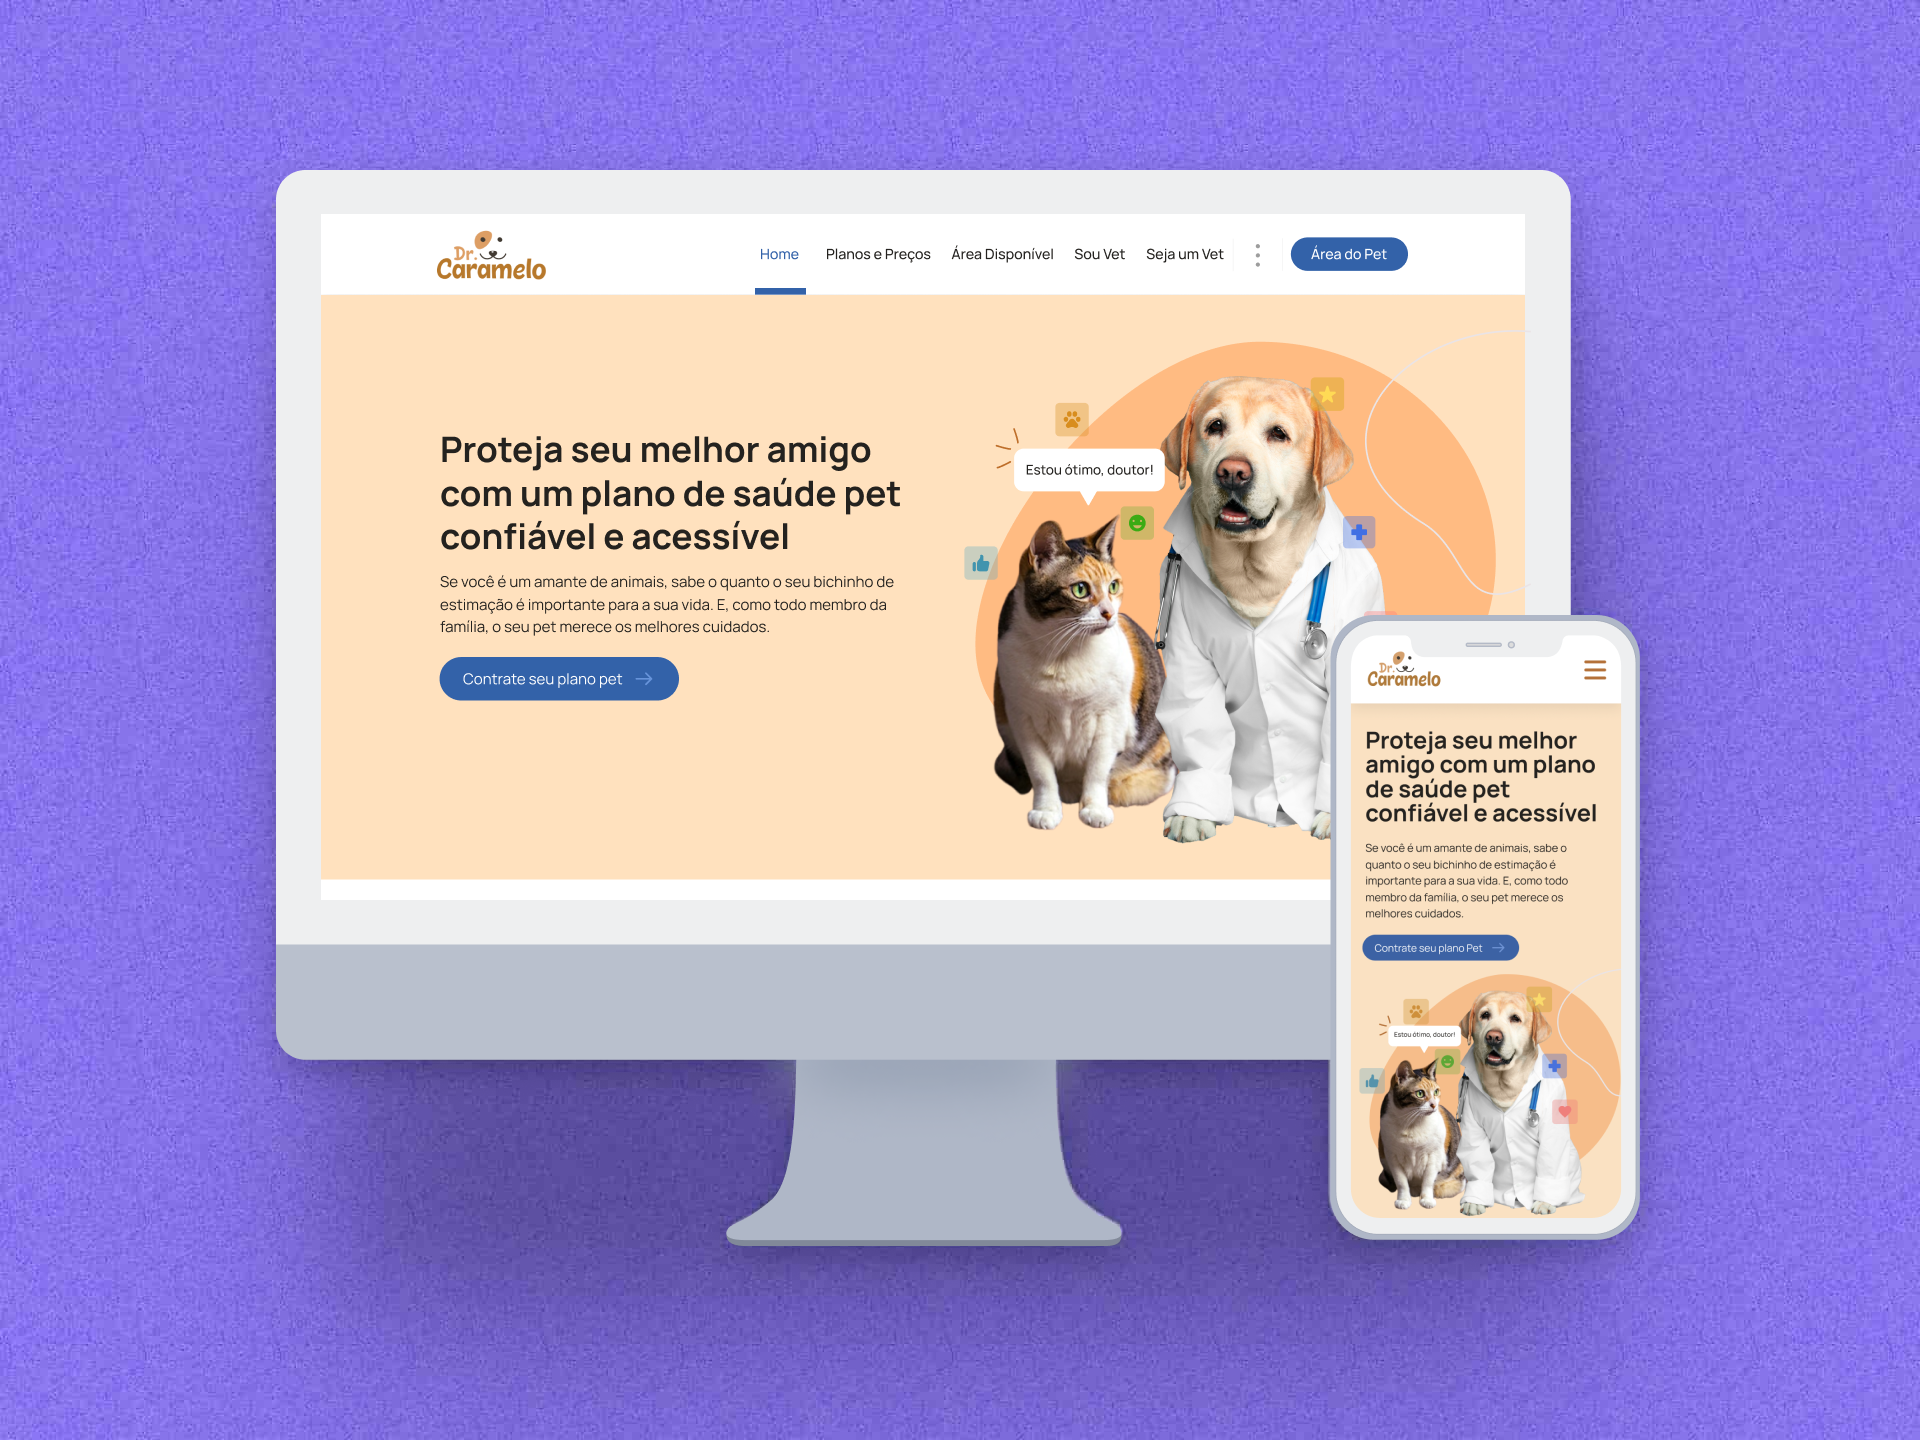 Dr.
Caramelo
Home
Planos e Preços
Área Disponível
Sou Vet
Seja um Vet
Área do Pet
Proteja seu melhor amigo
com um plano de saúde pet
confiável e acessível
Se você é um amante de animais, sabe o quanto o seu bichinho de
estimação é importante para a sua vida. E, como todo membro da
família, o seu pet merece os melhores cuidados.
Contrate seu plano pet
Estou ótimo, doutor!
Dr.
Caramelo
Proteja seu melhor
amigo com um plano
de saúde pet
confiável e acessível
Se você é um amante de animais, sabe o
quanto o seu bichinho de estimação é
importante para a sua vida. E, como todo
membro da família, o seu pet merece os
melhores cuidados.
Contrate seu plano Pet
Estou ótimo, doutor!